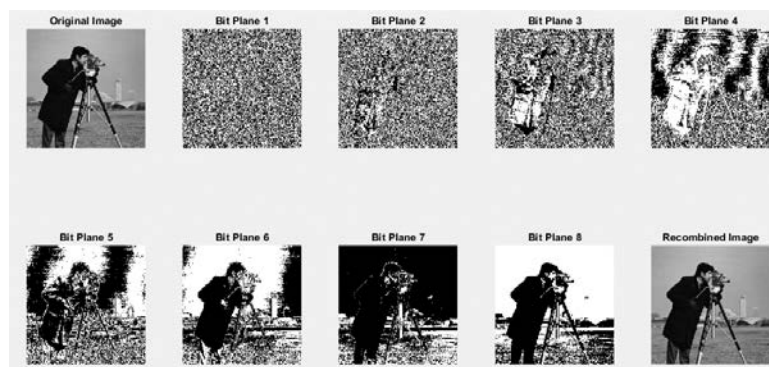 Original Image
Bit Plane 1
Bit Plane 2
Bit Plane 3
Bit Plane 4
Bit Plane 5
Bit Plane 6
Bit Plane 7
Bit Plane 8
Recombined Image